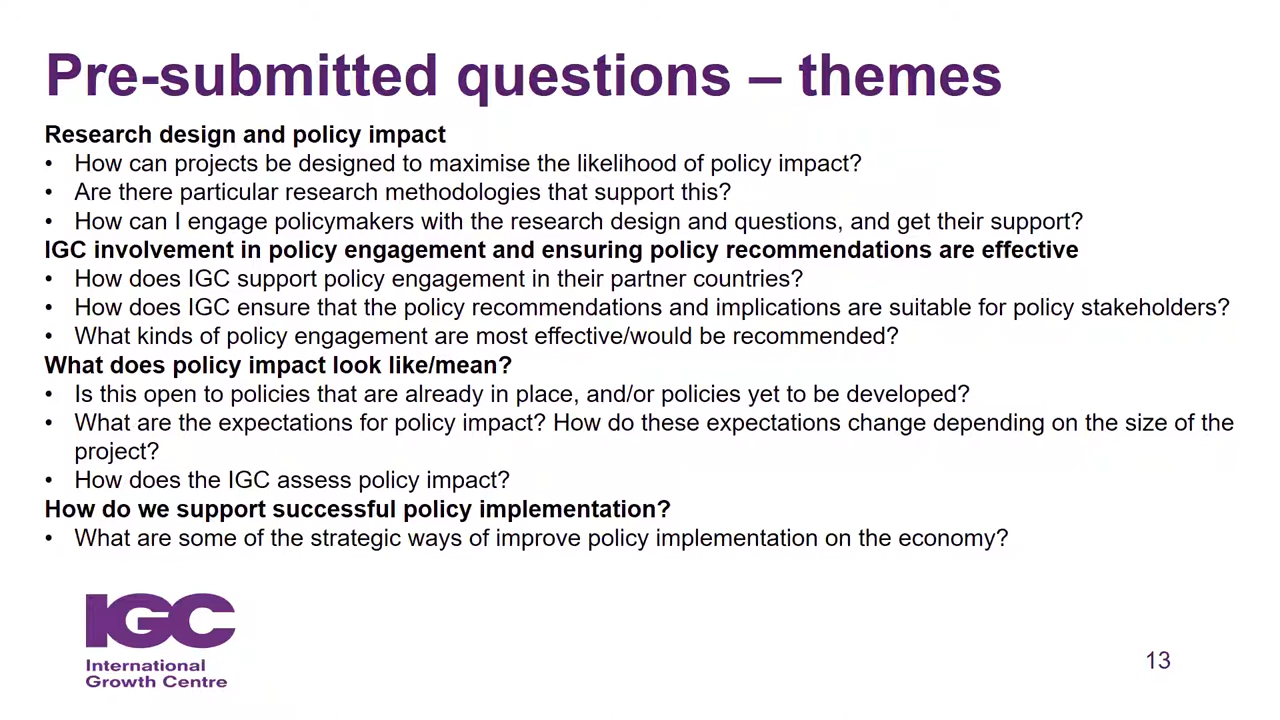 Pre-submitted questions – themes
Research design and policy impact
• How can projects be designed to maximise the likelihood of policy impact?
• Are there particular research methodologies that support this?
• How can I engage policymakers with the research design and questions, and get their support?
IGC involvement in policy engagement and ensuring policy recommendations are effective
• How does IGC support policy engagement in their partner countries?
• How does IGC ensure that the policy recommendations and implications are suitable for policy stakeholders?
• What kinds of policy engagement are most effective/would be recommended?
What does policy impact look like/mean?
• Is this open to policies that are already in place, and/or policies yet to be developed?
• What are the expectations for policy impact? How do these expectations change depending on the size of the
project?
• How does the IGC assess policy impact?
How do we support successful policy implementation?
• What are some of the strategic ways of improve policy implementation on the economy?
IGC
International
Growth Centre
13